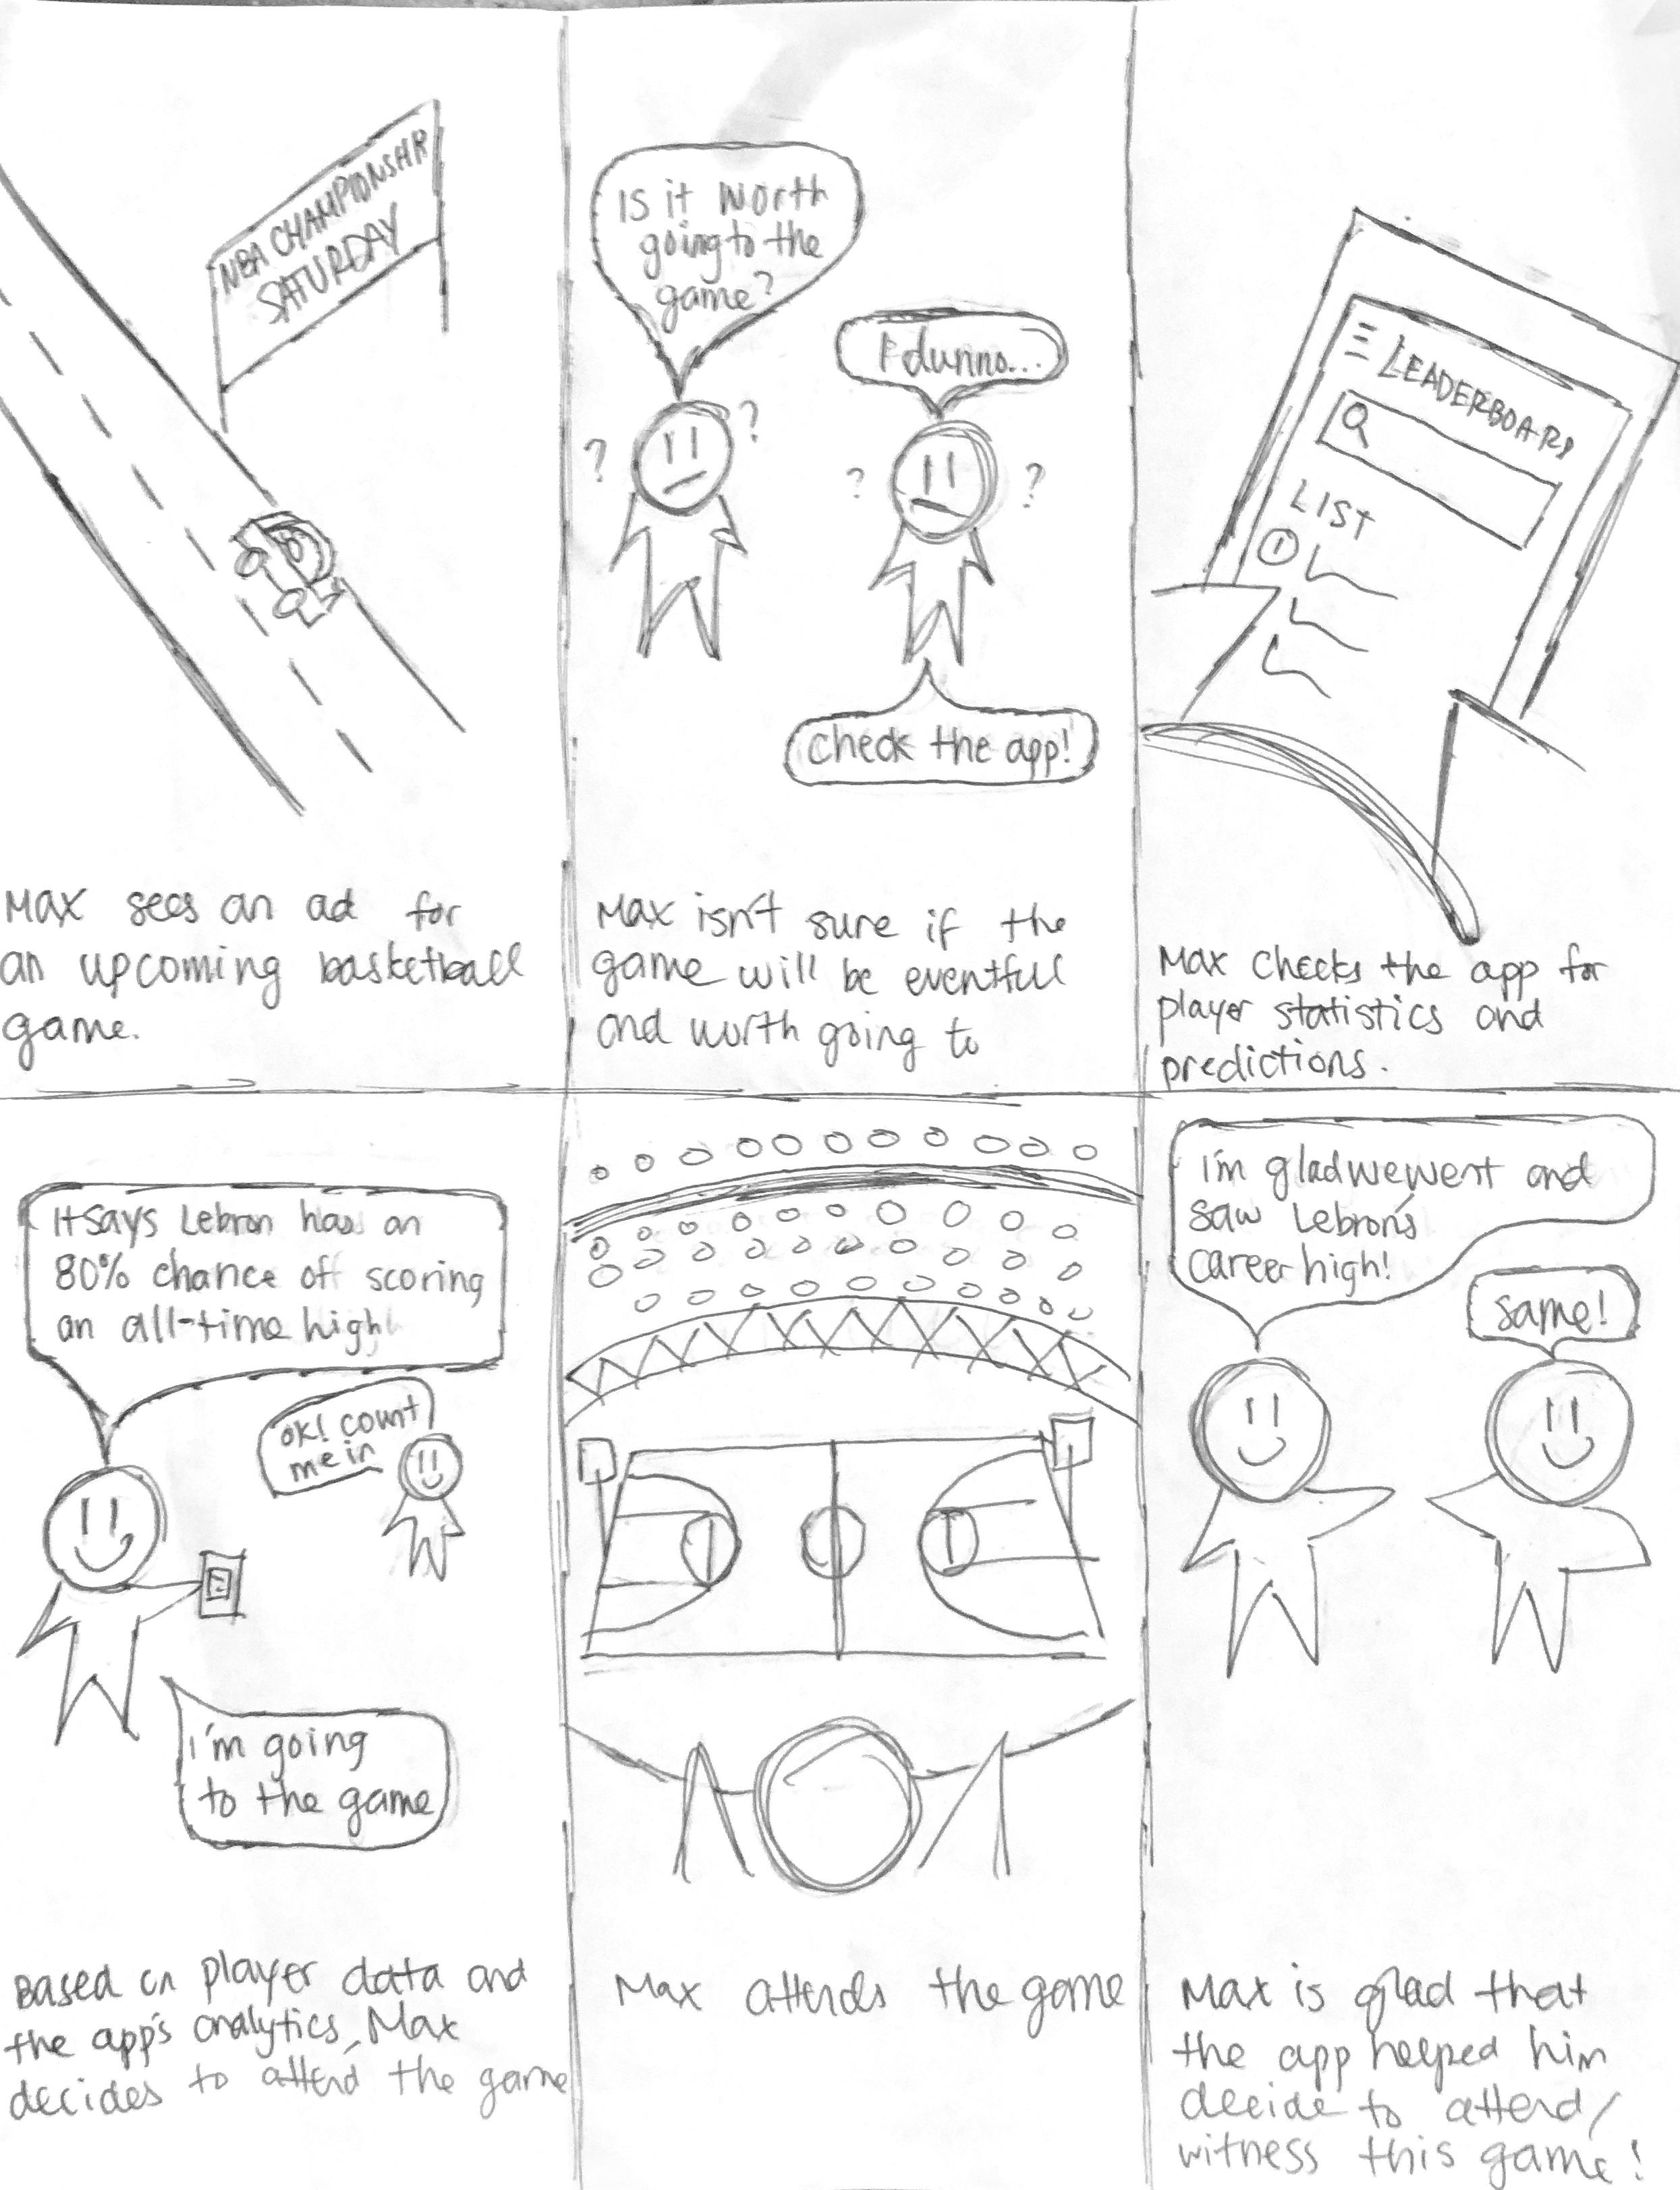 NBA CHAMPIONSHIP
SATURDAY
Max sees an ad for
an upcoming basketball
game.
Is it worth
going to the
game?
I dunno...
? ? ? ?
check the app!
Max isn't sure if the
game will be eventfull
and worth going to
LEADERBOARD
LIST
1
Max checks the app for
player statistics and
predictions.
It says Lebron has an
80% chance of scoring
an all-time high
ok! count
me in
i'm going
to the game
Based on player data and
the app's analytics, Max
decides to attend the game
Max attends the game
i'm glad we went and
saw Lebron's
career high!
same!
Max is glad that
the app helped him
decide to attend/
witness this game!